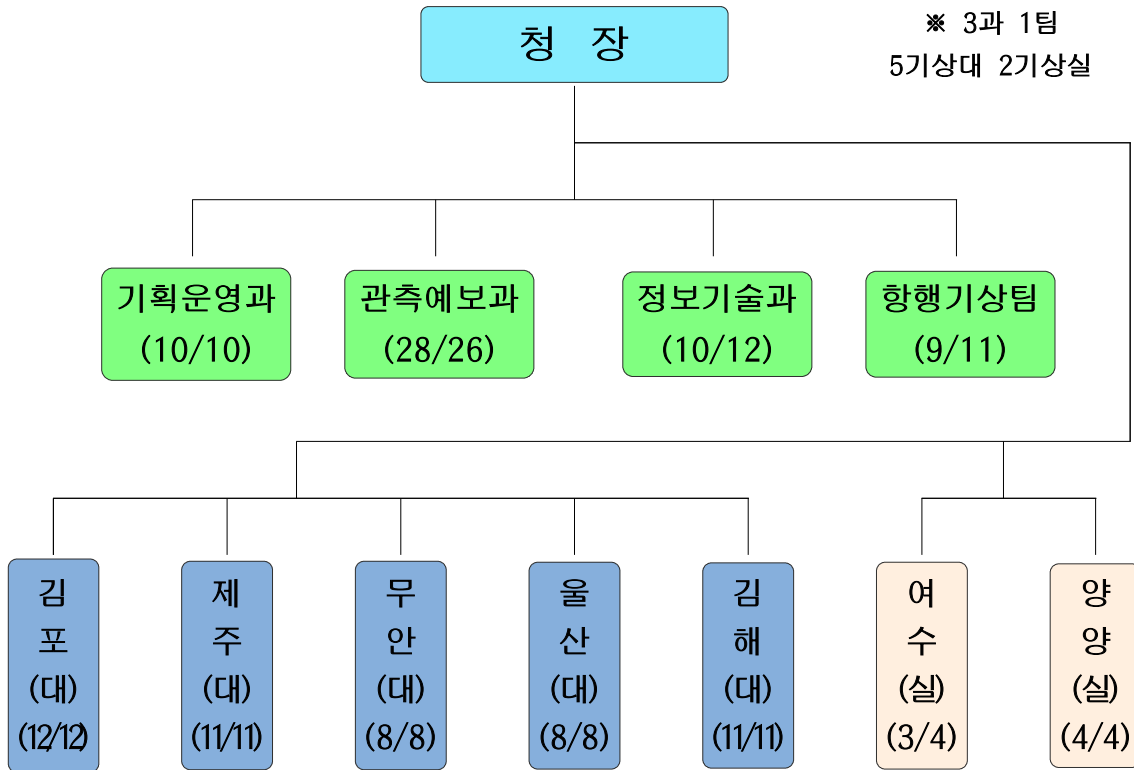 청 장
※ 3과 1팀
5기상대 2기상실
기획운영과
(10/10)
관측예보과
(28/26)
정보기술과
(10/12)
항행기상팀
(9/11)
김
포
(대)
(12/12)
제
주
(대)
(11/11)
무
안
(대)
(8/8)
울
산
(대)
(8/8)
김
해
(대)
(11/11)
여
수
(실)
(3/4)
양
양
(실)
(4/4)